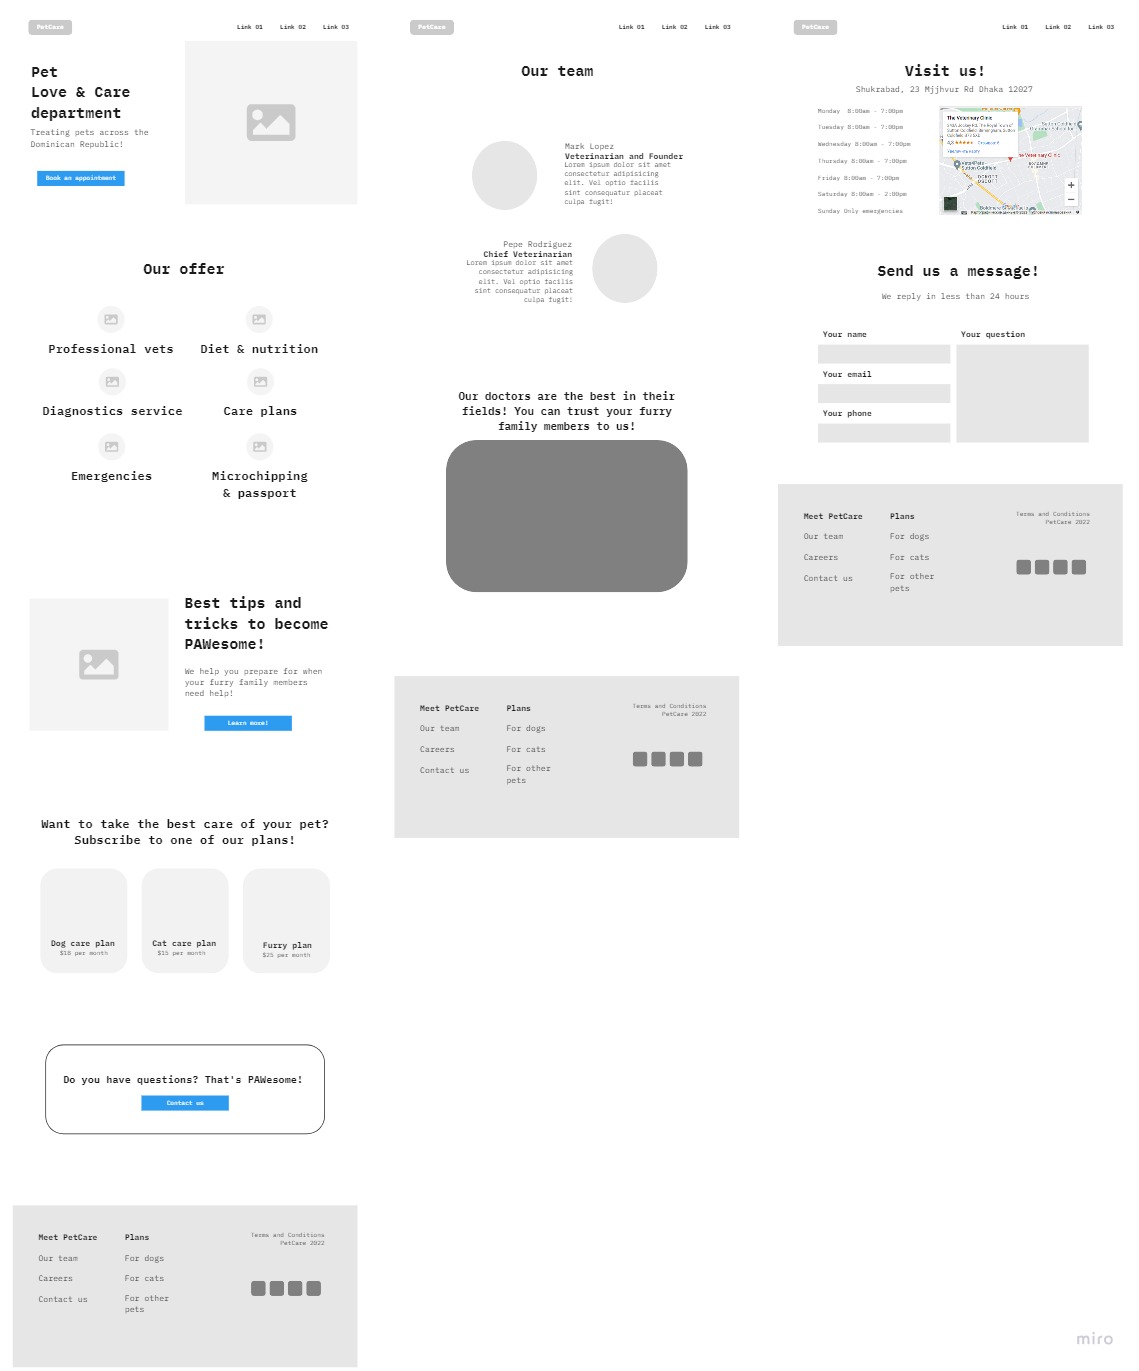 PetCare
Link 01 Link 02 Link 03
Pet
Love & Care
department
Treating pets across the
Dominican Republic!
Book an appointment
Our offer
Professional vets
Diet & nutrition
Diagnostics service
Care plans
Emergencies
Microchipping
& passport
Best tips and
tricks to become
PAWesome!
We help you prepare for when
your furry family members
need help!
Learn more!
Want to take the best care of your pet?
Subscribe to one of our plans!
Dog care plan
$18 per month
Cat care plan
$15 per month
Furry plan
$25 per month
Do you have questions? That's PAWesome!
Contact us
Meet PetCare
Our team
Careers
Contact us
Plans
For dogs
For cats
For other
pets
Terms and Conditions
PetCare 2022
PetCare
Link 01 Link 02 Link 03
Our team
Mark Lopez
Veterinarian and Founder
Lorem ipsum dolor sit amet
consectetur adipisicing
elit. Vel optio facilis
sint consequatur placeat
culpa fugit!
Pepe Rodriguez
Chief Veterinarian
Lorem ipsum dolor sit amet
consectetur adipisicing
elit. Vel optio facilis
sint consequatur placeat
culpa fugit!
Our doctors are the best in their
fields! You can trust your furry
family members to us!
Meet PetCare
Our team
Careers
Contact us
Plans
For dogs
For cats
For other
pets
Terms and Conditions
PetCare 2022
PetCare
Link 01 Link 02 Link 03
Visit us!
Shukrabad, 23 Mjjhvur Rd Dhaka 12027
Monday 8:00am - 7:00pm
Tuesday 8:00am - 7:00pm
Wednesday 8:00am - 7:00pm
Thursday 8:00am - 7:00pm
Friday 8:00am - 7:00pm
Saturday 8:00am - 2:00pm
Sunday Only emergencies
The Veterinary Clinic
4,8
The Veterinary Clinic
Vets4Pets -
Sutton Coldfield
Send us a message!
We reply in less than 24 hours
Your name
Your email
Your phone
Your question
Meet PetCare
Our team
Careers
Contact us
Plans
For dogs
For cats
For other
pets
Terms and Conditions
PetCare 2022
miro